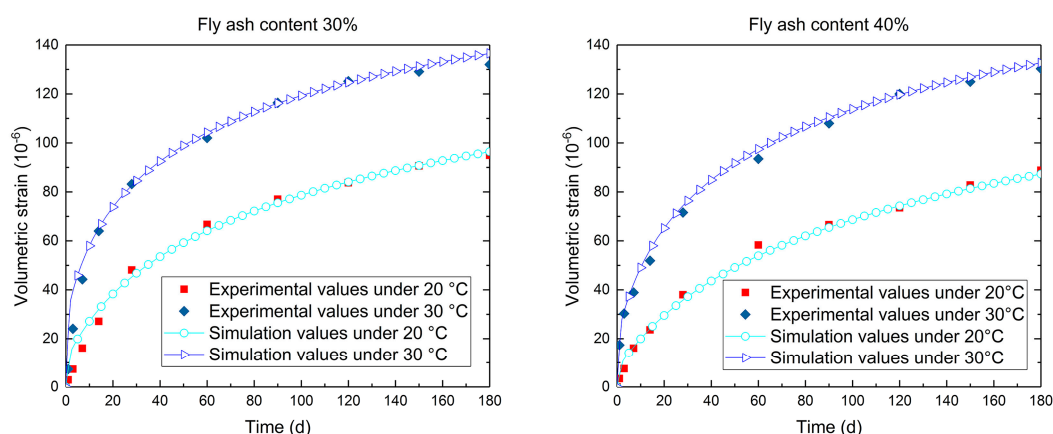 Fly ash content 30%
140
120
100
80
60
40
20
0
Volumetric strain (10⁻⁶)
Experimental values under 20 °C
Experimental values under 30 °C
Simulation values under 20 °C
Simulation values under 30 °C
0 20 40 60 80 100 120 140 160 180
Time (d)
Fly ash content 40%
140
120
100
80
60
40
20
0
Volumetric strain (10⁻⁶)
Experimental values under 20°C
Experimental values under 30°C
Simulation values under 20°C
Simulation values under 30°C
0 20 40 60 80 100 120 140 160 180
Time (d)